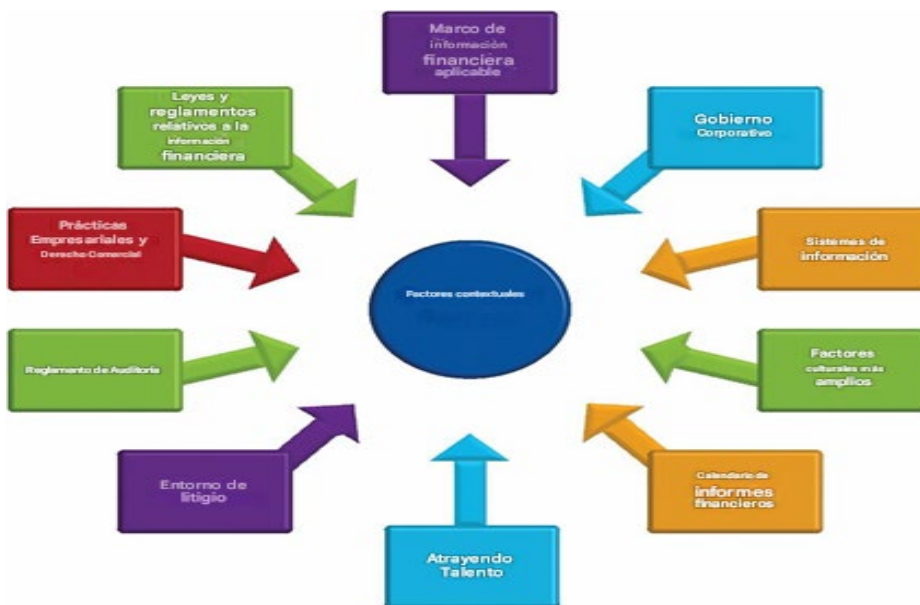 Marco de
información
financiera
aplicable
Leyes y
reglamentos
relativos a la
información
financiera
Gobierno
Corporativo
Prácticas
Empresariales y
Derecho Comercial
Sistemas de
información
Factores contextuales
Reglamento de Auditoría
Factores
culturales más
amplios
Entorno de
litigio
Calendario de
informes
financieros
Atrayendo
Talento